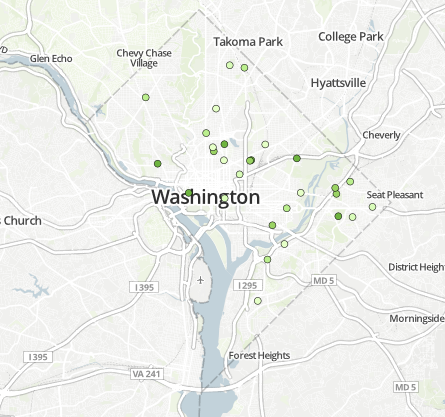 Takoma Park
College Park
Chevy Chase
Village
Glen Echo
Hyattsville
Cheverly
Washington
Seat Pleasant
s Church
District Heigh
I 395
I 295
MD 5
Morningside
I 395
Forest Heights
VA 241
MD 5